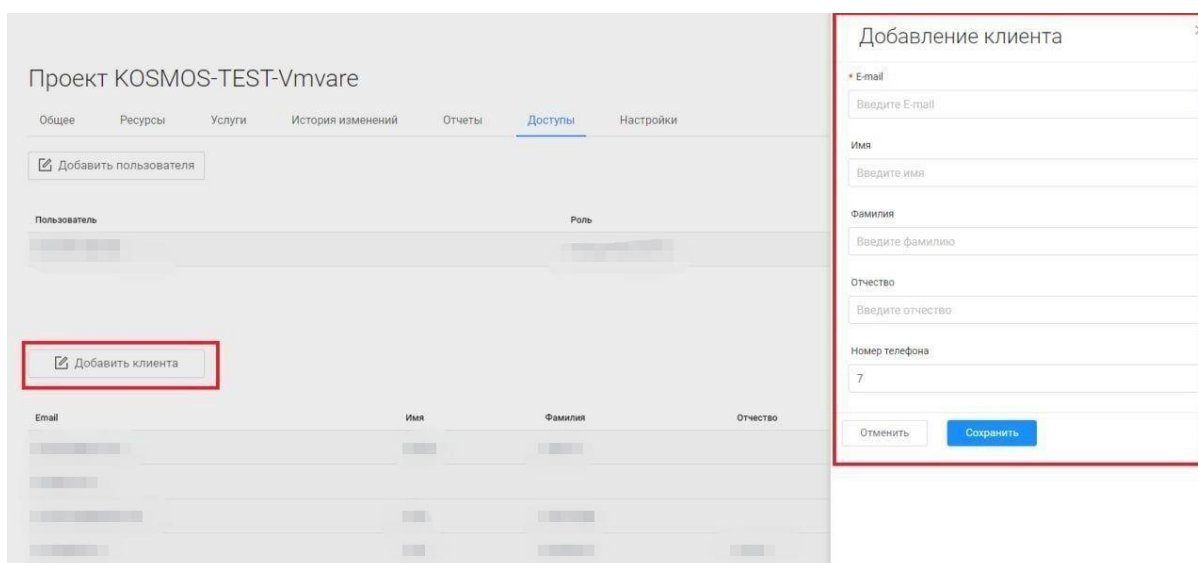 Проект KOSMOS-TEST-Vmvare
Общее Ресурсы Услуги История изменений Отчеты Доступы Настройки
Добавить пользователя
Пользователь Роль
Добавить клиента
Email Имя Фамилия Отчество
Добавление клиента
* E-mail
Введите E-mail
Имя
Введите имя
Фамилия
Введите фамилию
Отчество
Введите отчество
Номер телефона
7
Отменить Сохранить